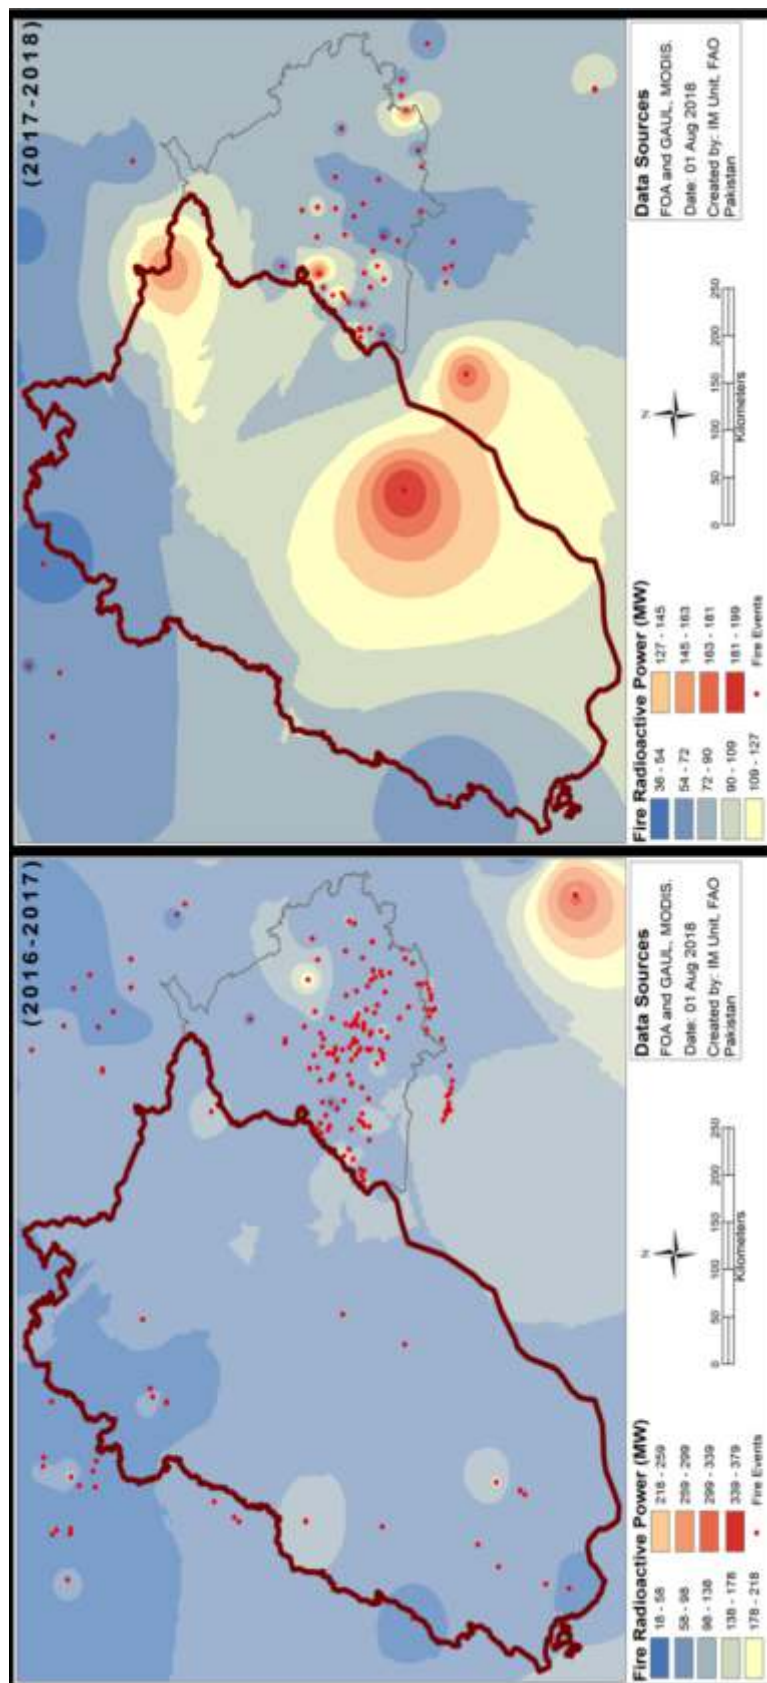 (2016-2017)
Fire Radioactive Power (MW)
18 - 58 218 - 259
58 - 98 259 - 299
98 - 138 299 - 339
138 - 178 339 - 379
178 - 218 Fire Events
N
0 50 100 150 200 250
Kilometers
Data Sources
FOA and GAUL, MODIS,
Date: 01 Aug 2018
Created by: IM Unit, FAO
Pakistan
(2017-2018)
Fire Radioactive Power (MW)
36 - 54 127 - 145
54 - 72 145 - 163
72 - 90 163 - 181
90 - 109 181 - 199
109 - 127 Fire Events
N
0 50 100 150 200 250
Kilometers
Data Sources
FOA and GAUL, MODIS,
Date: 01 Aug 2018
Created by: IM Unit, FAO
Pakistan